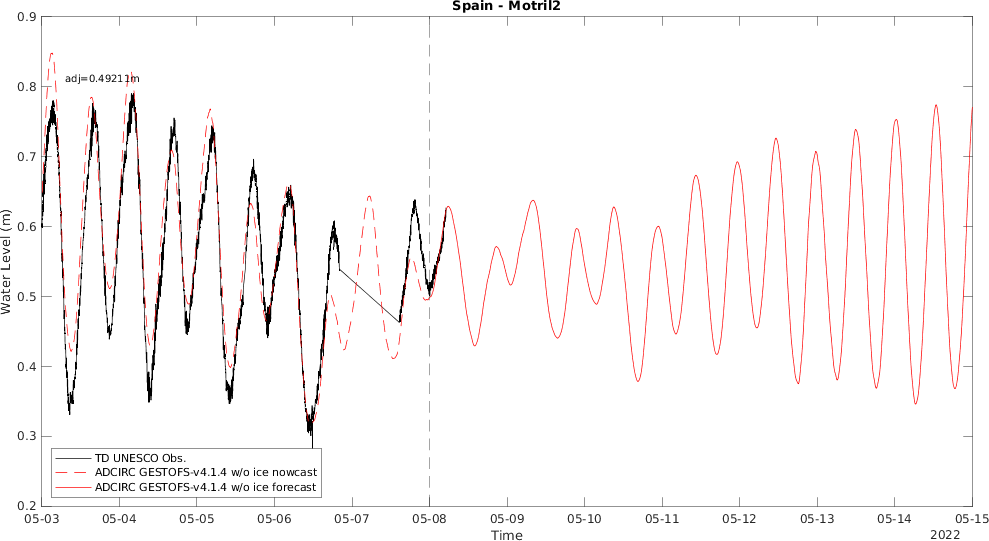 Spain - Motril2
0.9
0.8
0.7
0.6
0.5
0.4
0.3
0.2
Water Level (m)
adj=0.49211m
TD UNESCO Obs.
ADCIRC GESTOFS-v4.1.4 w/o ice nowcast
ADCIRC GESTOFS-v4.1.4 w/o ice forecast
05-03 05-04 05-05 05-06 05-07 05-08 05-09 05-10 05-11 05-12 05-13 05-14 05-15
Time
2022